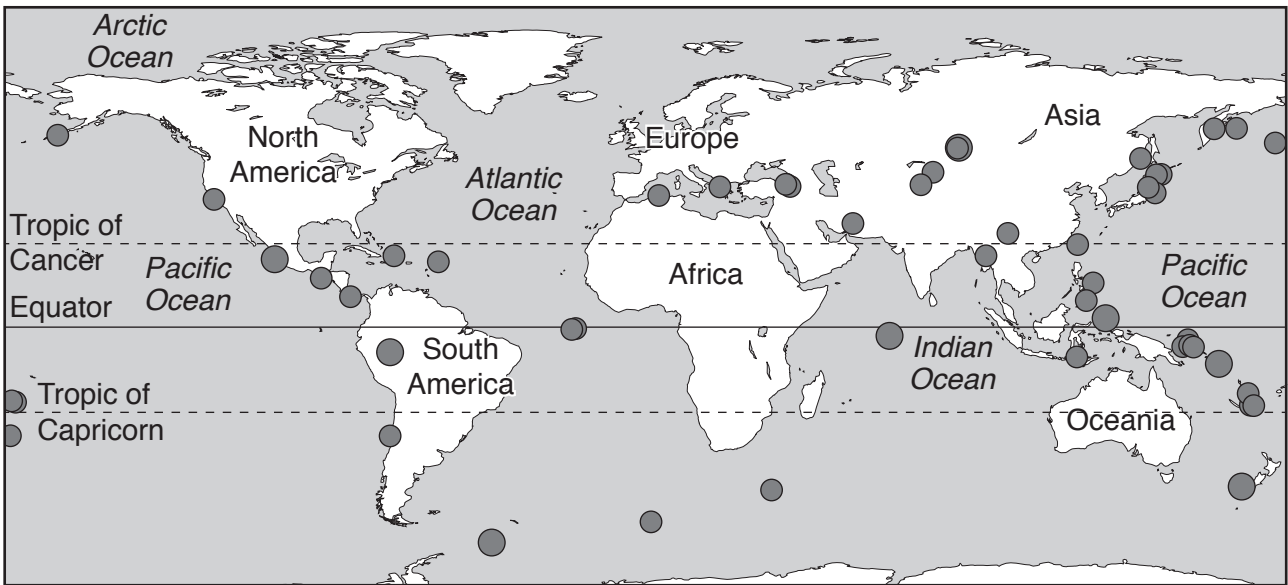 Arctic
Ocean
North
America
Europe
Asia
Atlantic
Ocean
Tropic of
Cancer
Pacific
Ocean
Africa
Pacific
Ocean
Equator
South
America
Indian
Ocean
Tropic of
Capricorn
Oceania